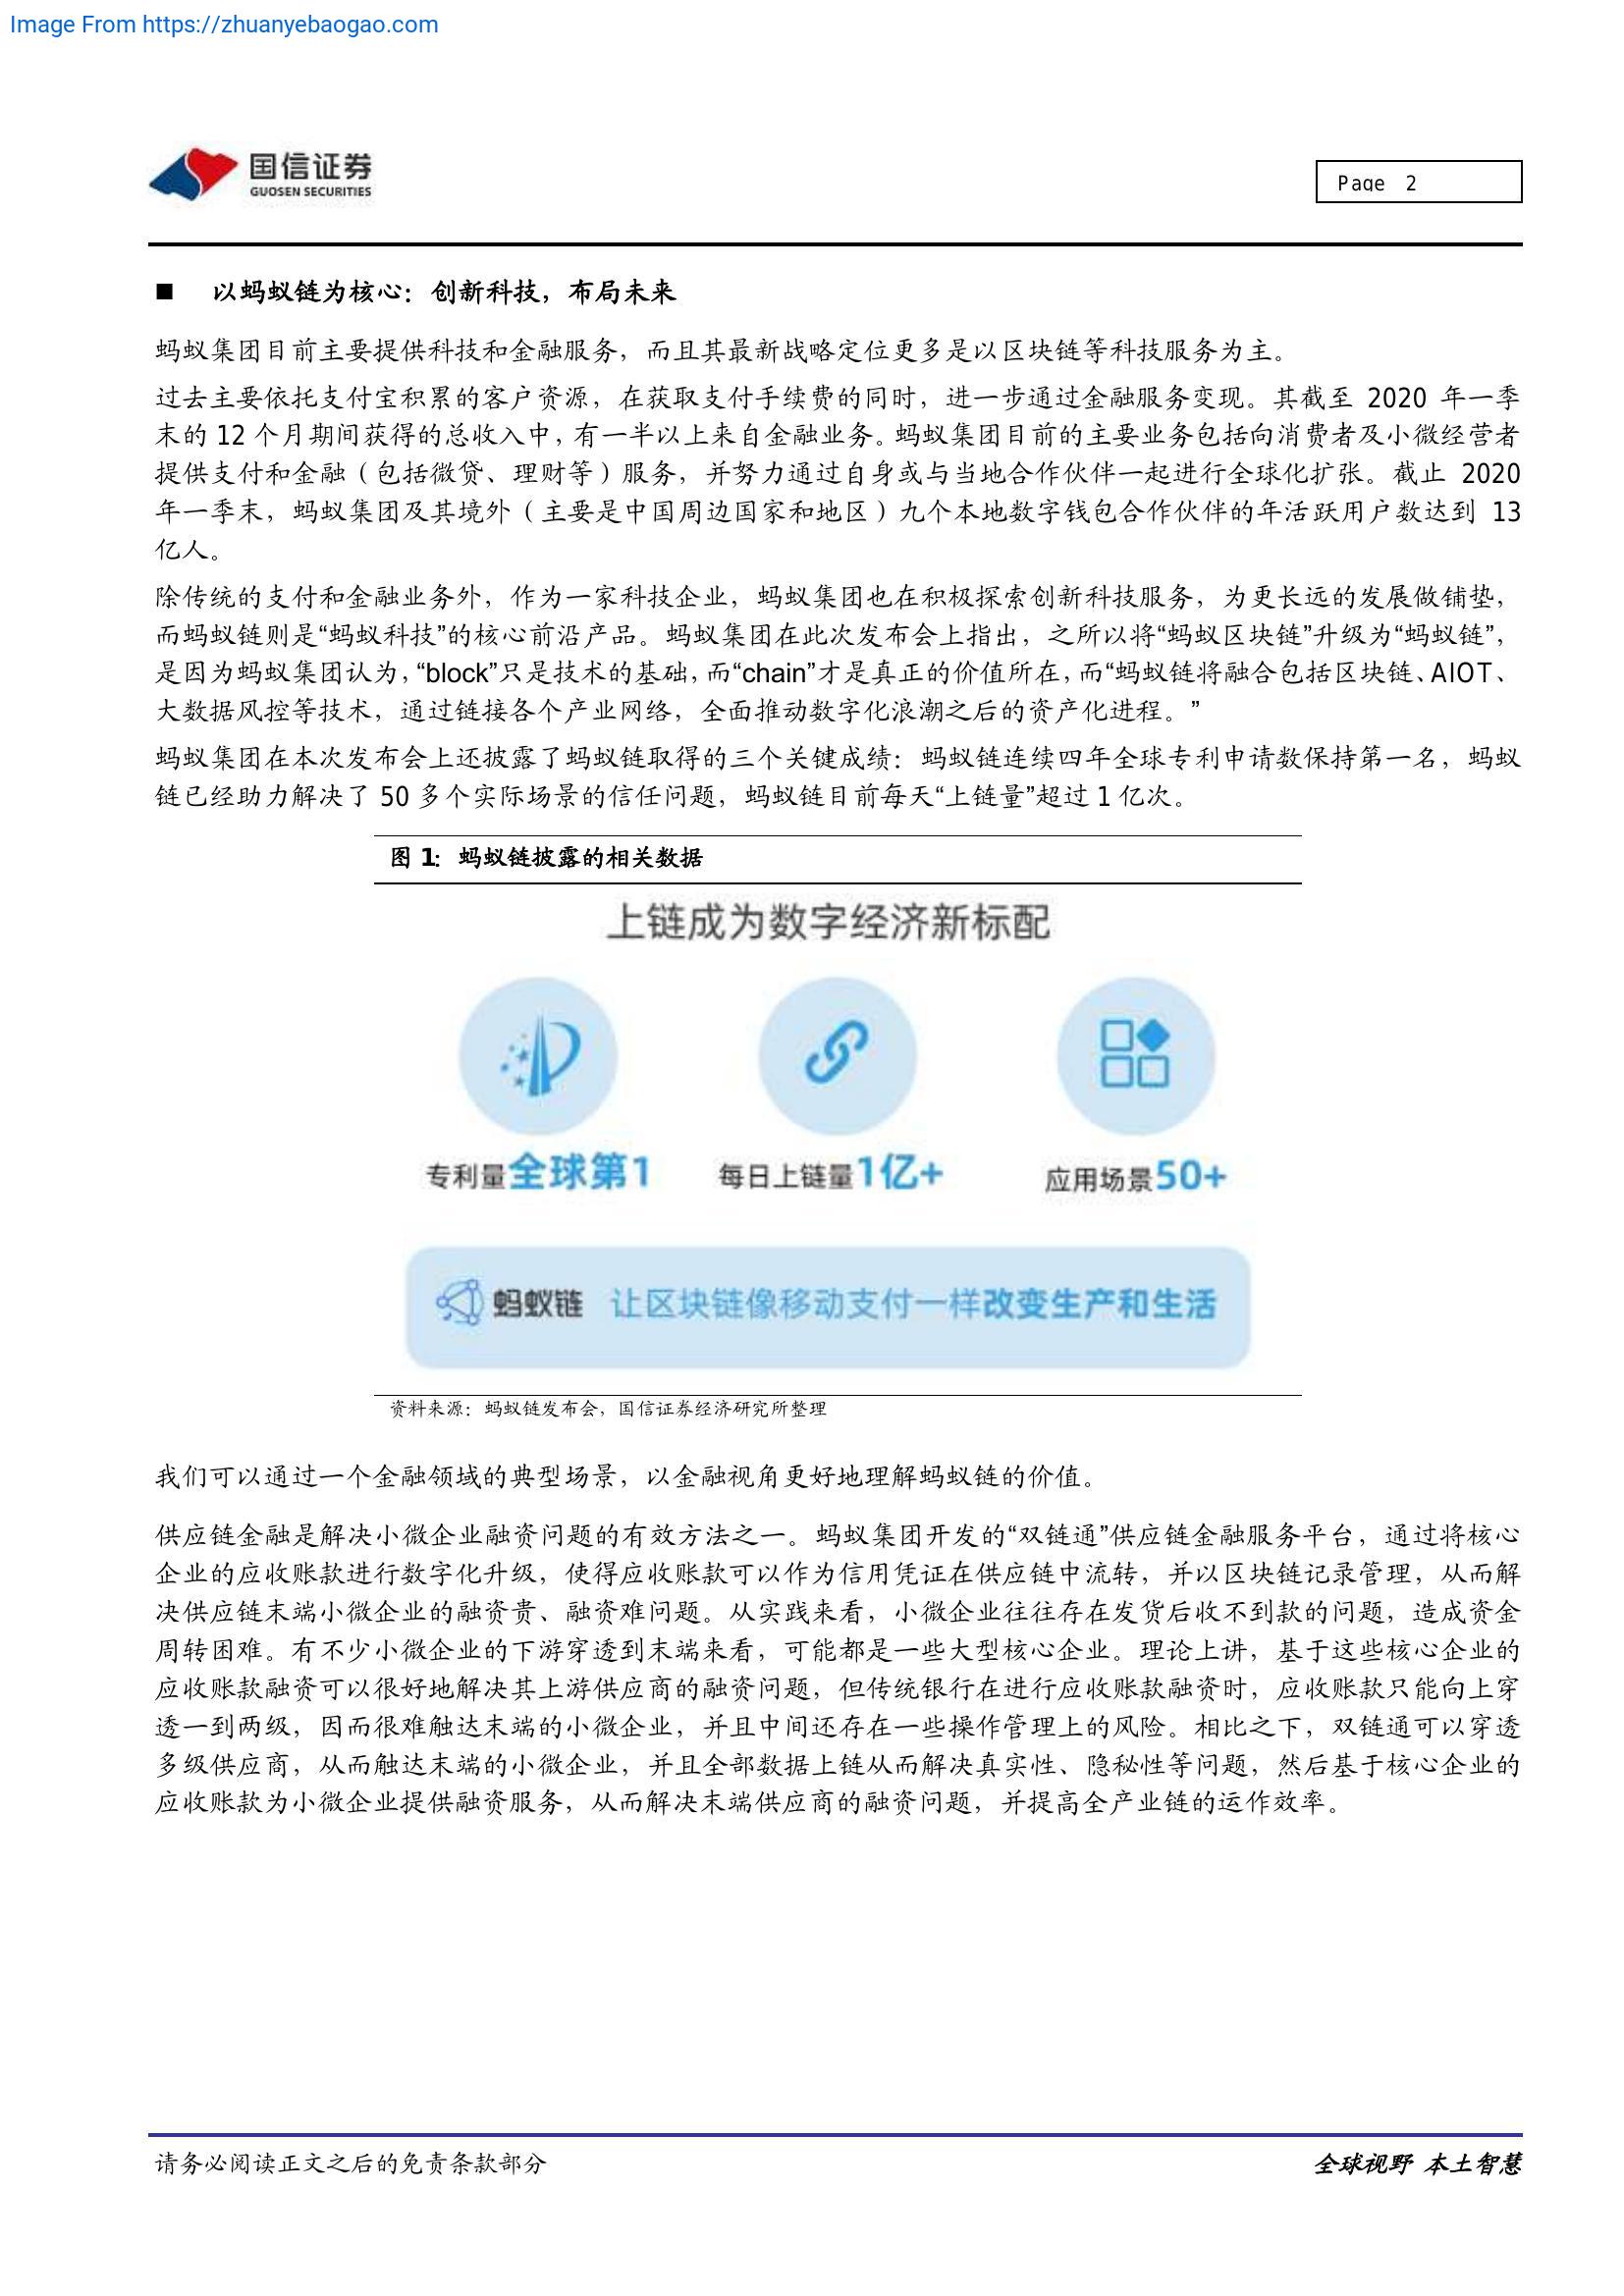 Image From https://zhuanyebaogao.com
国信证券
GUOSEN SECURITIES
Page 2
■ 以蚂蚁链为核心：创新科技，布局未来
蚂蚁集团目前主要提供科技和金融服务，而且其最新战略定位更多是以区块链等科技服务为主。
过去主要依托支付宝积累的客户资源，在获取支付手续费的同时，进一步通过金融服务变现。其截至 2020 年一季
末的 12 个月期间获得的总收入中，有一半以上来自金融业务。蚂蚁集团目前的主要业务包括向消费者及小微经营者
提供支付和金融（包括微贷、理财等）服务，并努力通过自身或与当地合作伙伴一起进行全球化扩张。截止 2020
年一季末，蚂蚁集团及其境外（主要是中国周边国家和地区）九个本地数字钱包合作伙伴的年活跃用户数达到 13
亿人。
除传统的支付和金融业务外，作为一家科技企业，蚂蚁集团也在积极探索创新科技服务，为更长远的发展做铺垫，
而蚂蚁链则是“蚂蚁科技”的核心前沿产品。蚂蚁集团在此次发布会上指出，之所以将“蚂蚁区块链”升级为“蚂蚁链”，
是因为蚂蚁集团认为，“block”只是技术的基础，而“chain”才是真正的价值所在，而“蚂蚁链将融合包括区块链、AIOT、
大数据风控等技术，通过链接各个产业网络，全面推动数字化浪潮之后的资产化进程。”
蚂蚁集团在本次发布会上还披露了蚂蚁链取得的三个关键成绩：蚂蚁链连续四年全球专利申请数保持第一名，蚂蚁
链已经助力解决了 50 多个实际场景的信任问题，蚂蚁链目前每天“上链量”超过 1 亿次。
图 1：蚂蚁链披露的相关数据
上链成为数字经济新标配
专利量全球第1 每日上链量1亿+ 应用场景50+
蚂蚁链 让区块链像移动支付一样改变生产和生活
资料来源：蚂蚁链发布会，国信证券经济研究所整理
我们可以通过一个金融领域的典型场景，以金融视角更好地理解蚂蚁链的价值。
供应链金融是解决小微企业融资问题的有效方法之一。蚂蚁集团开发的“双链通”供应链金融服务平台，通过将核心
企业的应收账款进行数字化升级，使得应收账款可以作为信用凭证在供应链中流转，并以区块链记录管理，从而解
决供应链末端小微企业的融资贵、融资难问题。从实践来看，小微企业往往存在发货后收不到款的问题，造成资金
周转困难。有不少小微企业的下游穿透到末端来看，可能都是一些大型核心企业。理论上讲，基于这些核心企业的
应收账款融资可以很好地解决其上游供应商的融资问题，但传统银行在进行应收账款融资时，应收账款只能向上穿
透一到两级，因而很难触达末端的小微企业，并且中间还存在一些操作管理上的风险。相比之下，双链通可以穿透
多级供应商，从而触达末端的小微企业，并且全部数据上链从而解决真实性、隐秘性等问题，然后基于核心企业的
应收账款为小微企业提供融资服务，从而解决末端供应商的融资问题，并提高全产业链的运作效率。
请务必阅读正文之后的免责条款部分
全球视野 本土智慧